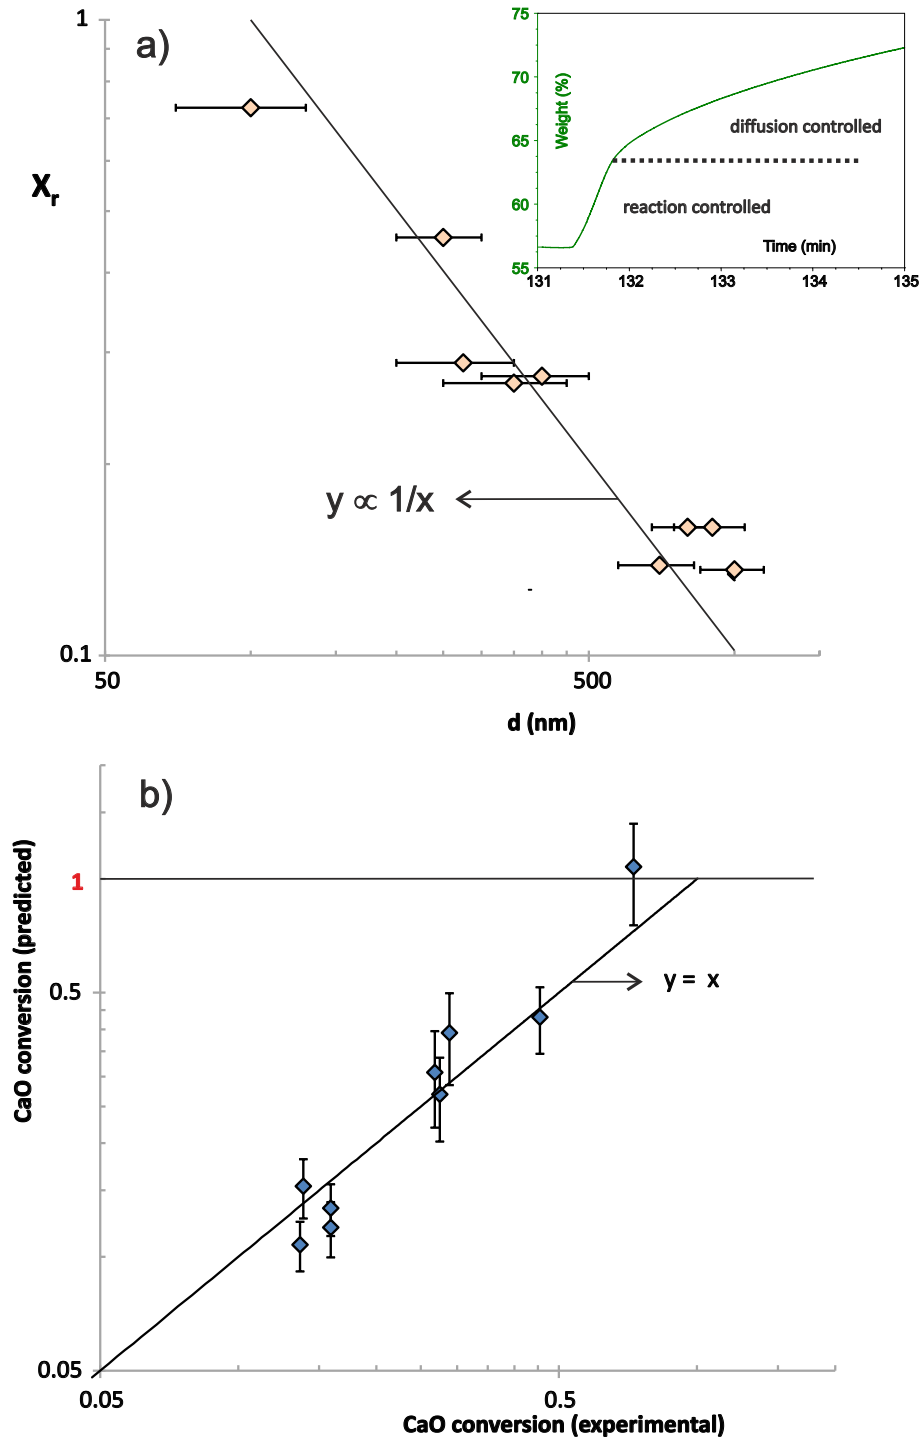 a)
1
X_r
0.1
50
500
d (nm)
y ∝ 1/x
75
70
65
60
55
Weight (%)
diffusion controlled
reaction controlled
Time (min)
131
132
133
134
135
b)
1
0.5
0.05
CaO conversion (predicted)
y = x
0.05
0.5
CaO conversion (experimental)